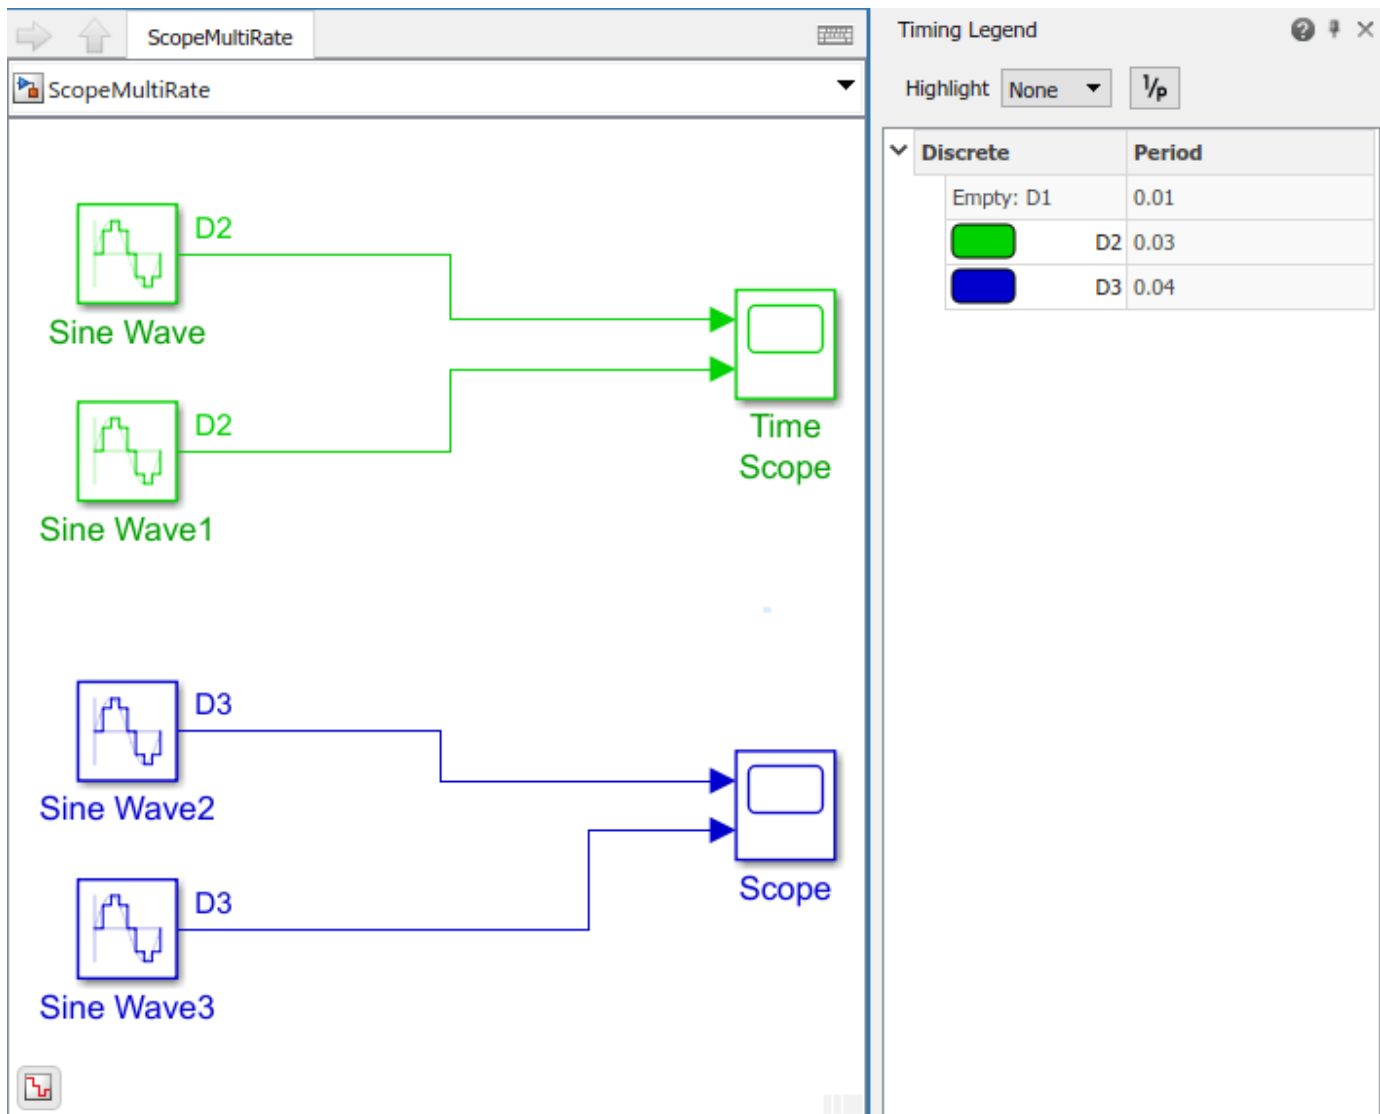 ScopeMultiRate
ScopeMultiRate
D2
Sine Wave
D2
Sine Wave1
Time
Scope
D3
Sine Wave2
D3
Sine Wave3
Scope
Timing Legend
Highlight None 1/P
Discrete Period
Empty: D1 0.01
D2 0.03
D3 0.04